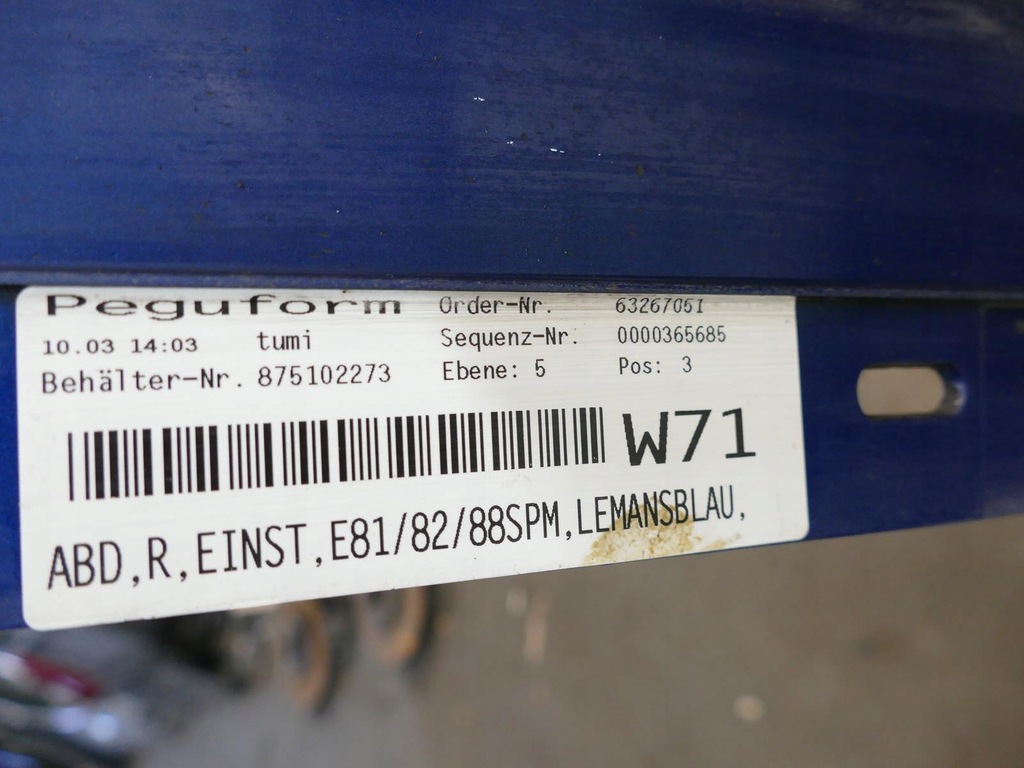 Peguform Order-Nr. 63267051
10.03 14:03 tumi Sequenz-Nr. 0000365685
Behälter-Nr. 875102273 Ebene: 5 Pos: 3
W71
ABD,R,EINST,E81/82/88SPM,LEMANSBLAU,